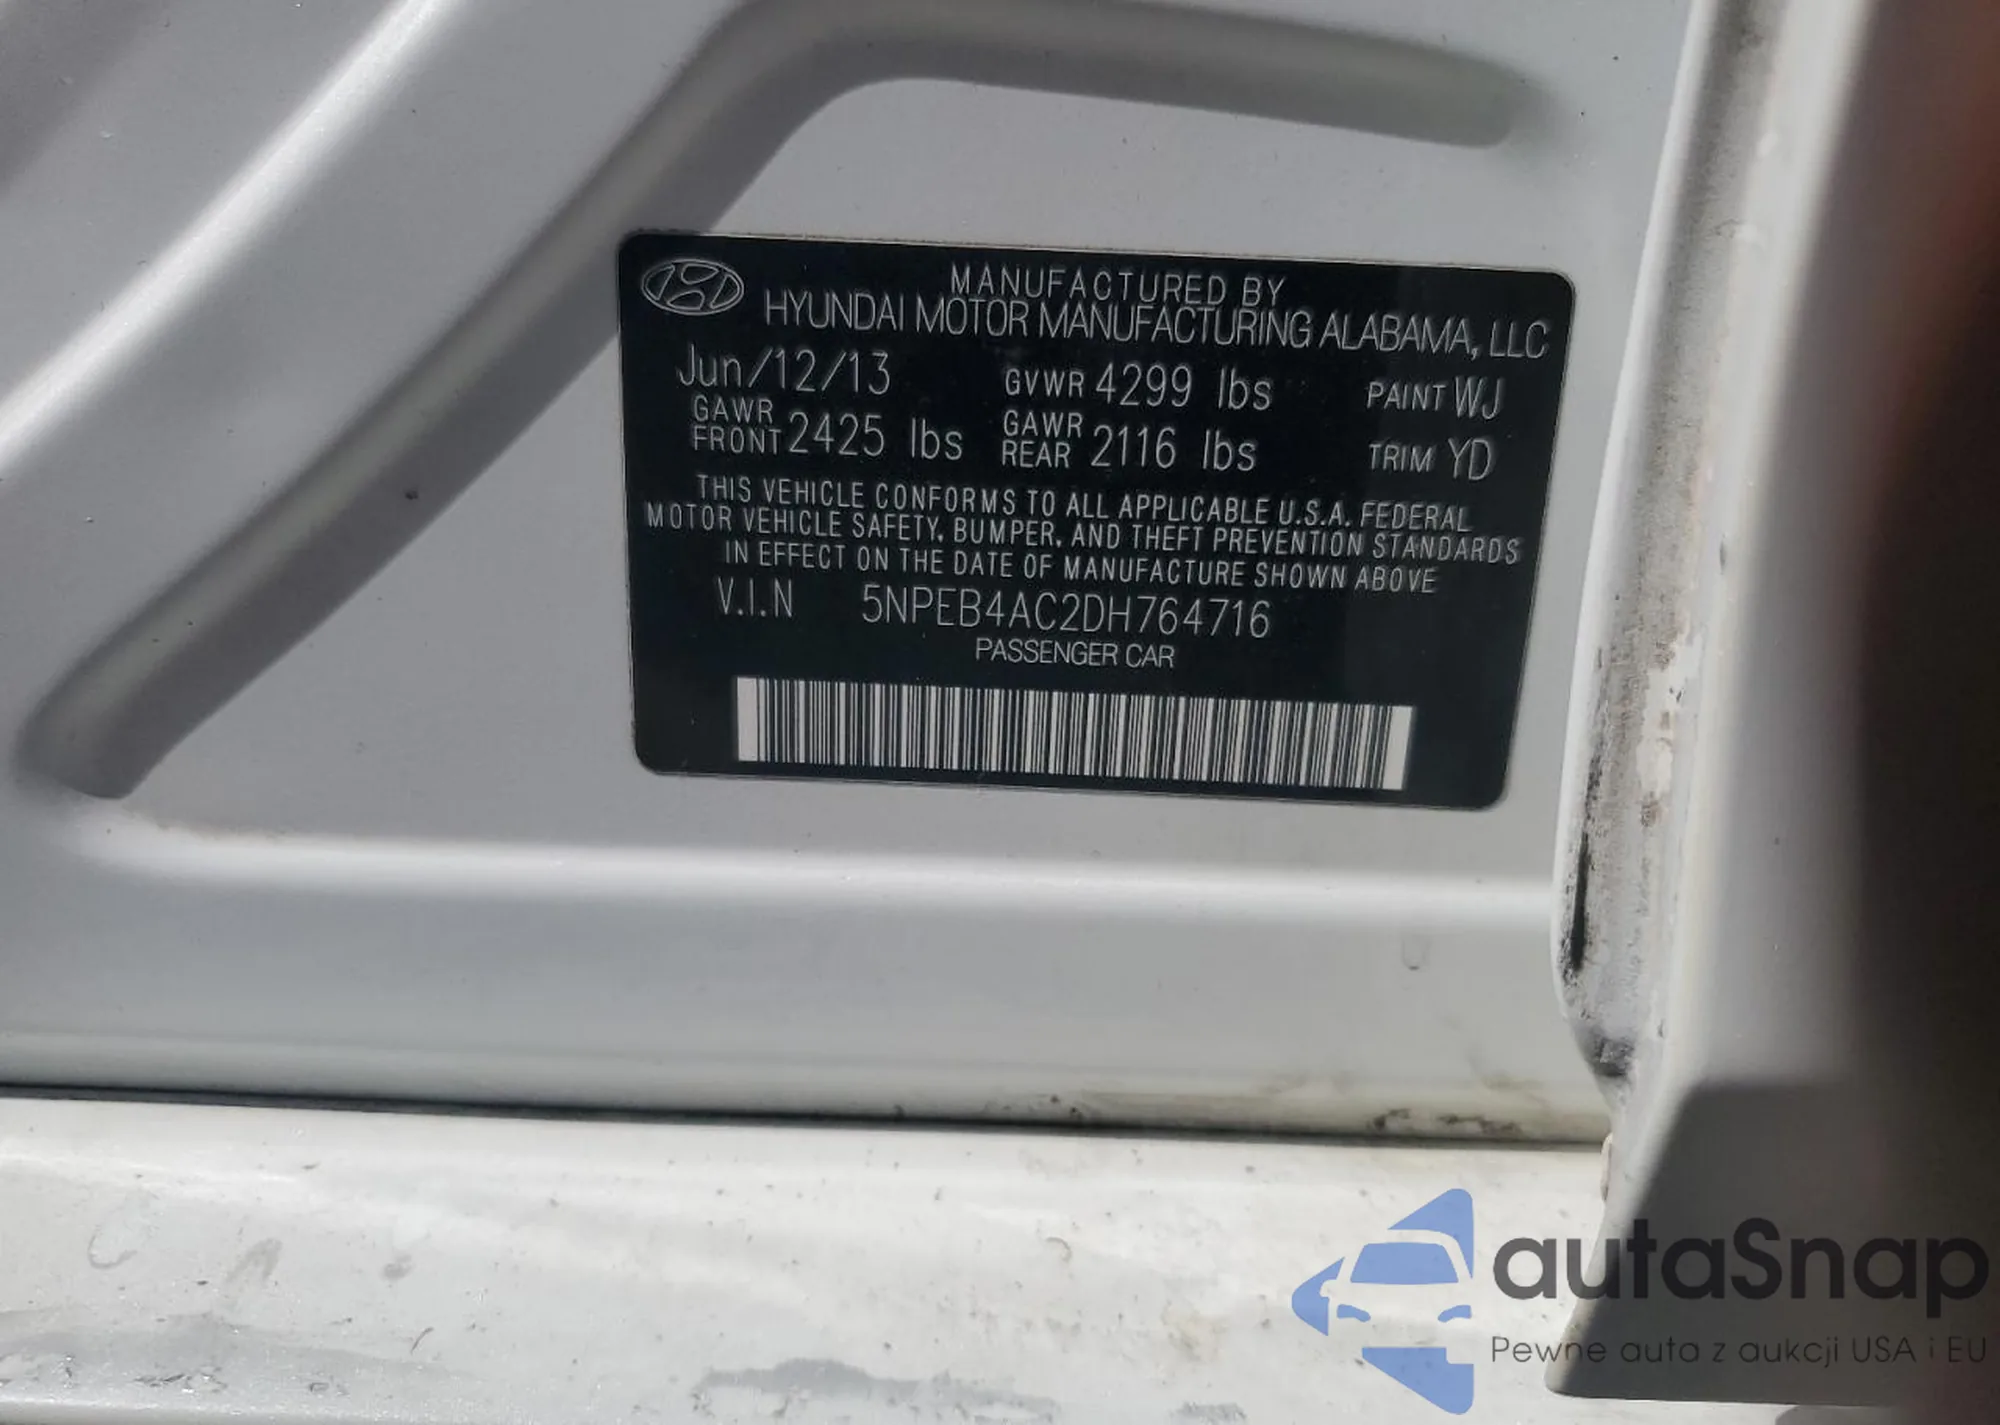 MANUFACTURED BY
HYUNDAI MOTOR MANUFACTURING ALABAMA, LLC
Jun/12/13 GVWR 4299 lbs PAINT WJ
GAWR FRONT 2425 lbs GAWR REAR 2116 lbs TRIM YD
THIS VEHICLE CONFORMS TO ALL APPLICABLE U.S.A. FEDERAL
MOTOR VEHICLE SAFETY, BUMPER, AND THEFT PREVENTION STANDARDS
IN EFFECT ON THE DATE OF MANUFACTURE SHOWN ABOVE
V.I.N 5NPEB4AC2DH764716
PASSENGER CAR
autaSnap
Pewne auta z aukcji USA i EU